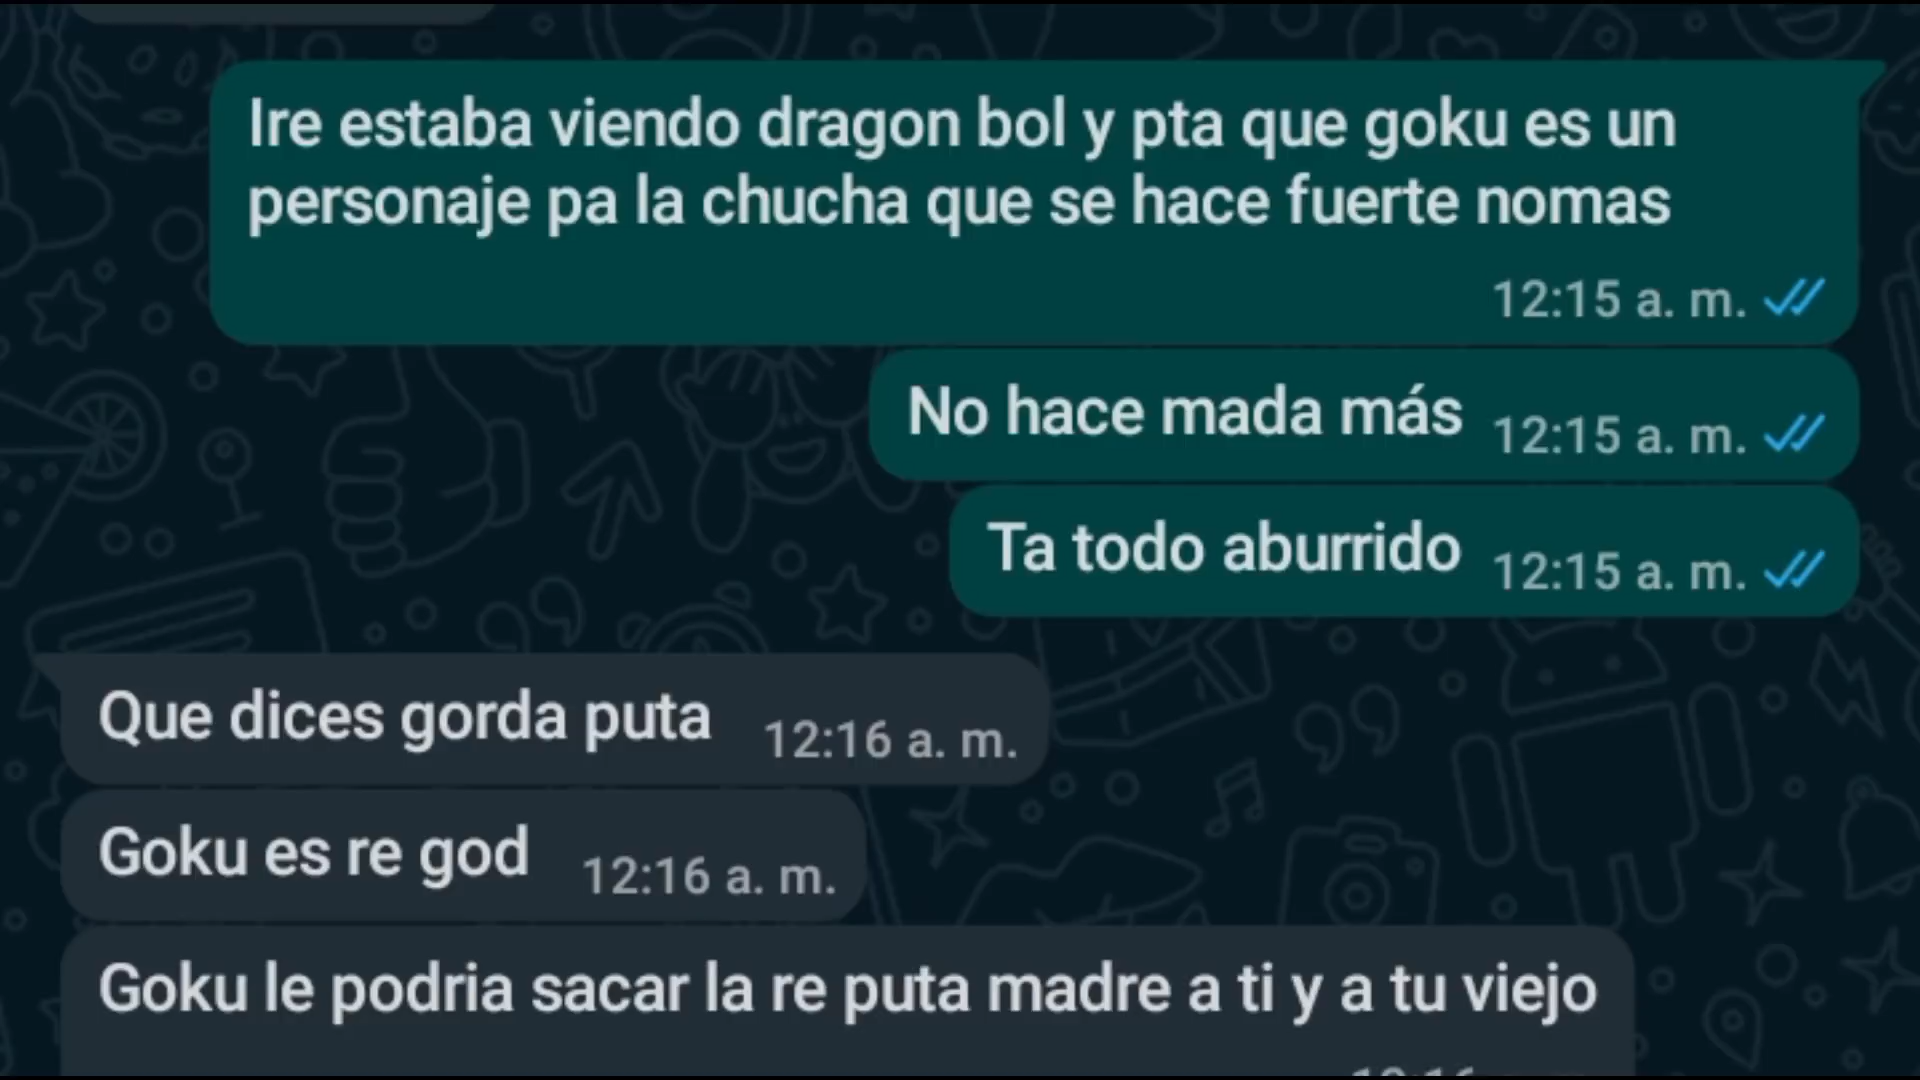 Ire estaba viendo dragon bol y pta que goku es un
personaje pa la chucha que se hace fuerte nomas
12:15 a. m.
No hace mada más 12:15 a. m.
Ta todo aburrido 12:15 a. m.
Que dices gorda puta 12:16 a. m.
Goku es re god 12:16 a. m.
Goku le podria sacar la re puta madre a ti y a tu viejo